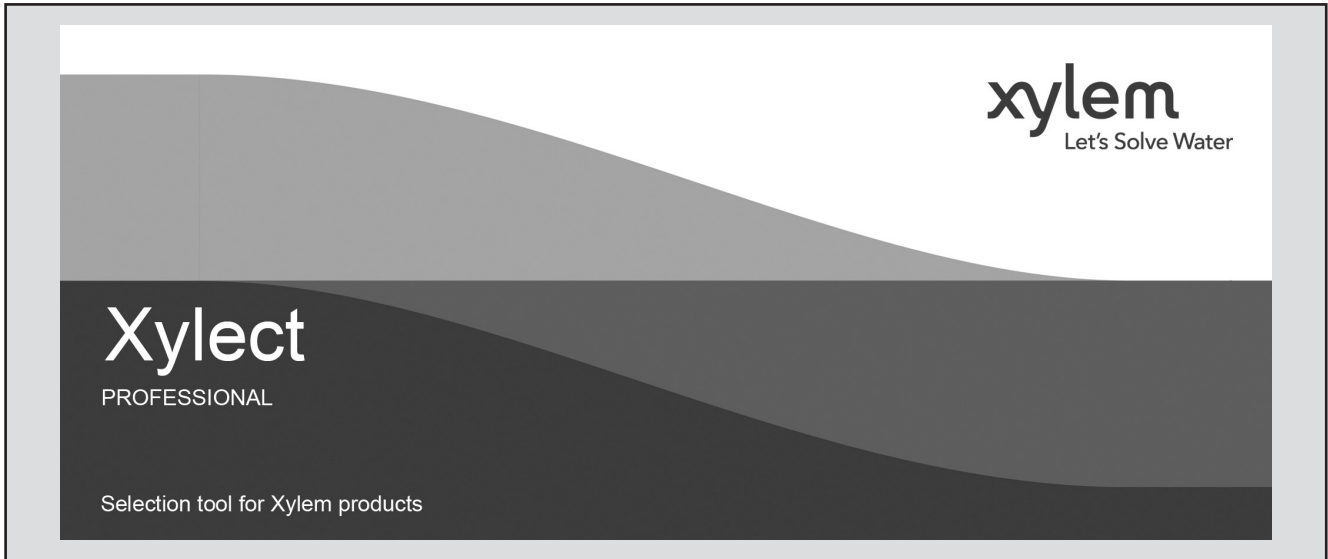 xylem
Let's Solve Water
Xylect
PROFESSIONAL
Selection tool for Xylem products